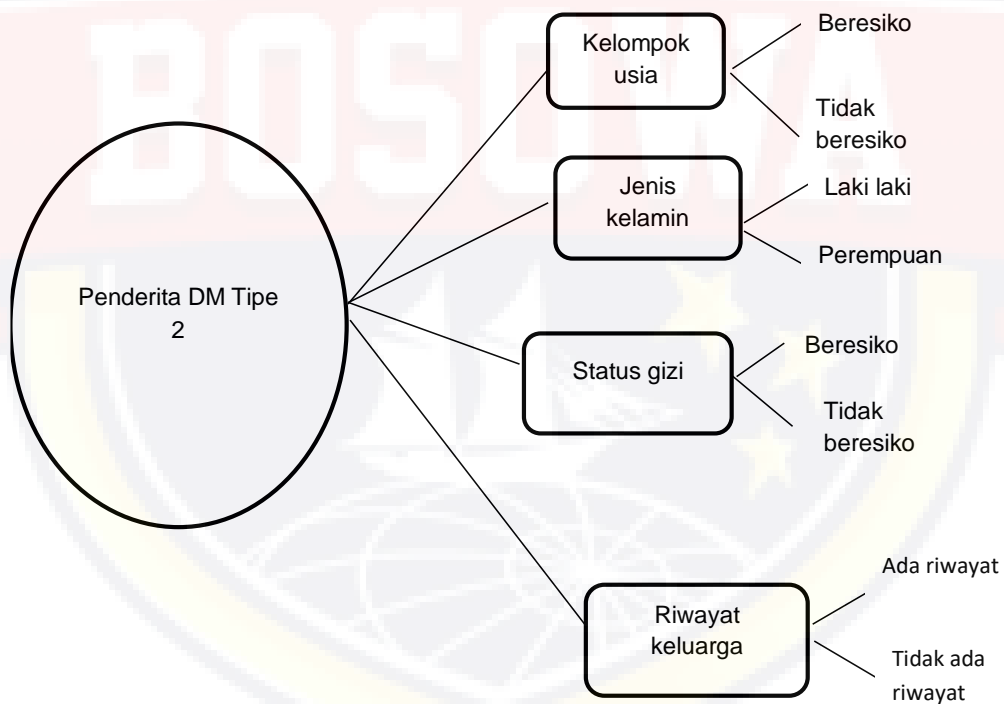 BOSOWA
Kelompok
usia
Beresiko
Tidak
beresiko
Jenis
kelamin
Laki laki
Perempuan
Penderita DM Tipe
2
Status gizi
Beresiko
Tidak
beresiko
Riwayat
keluarga
Ada riwayat
Tidak ada
riwayat